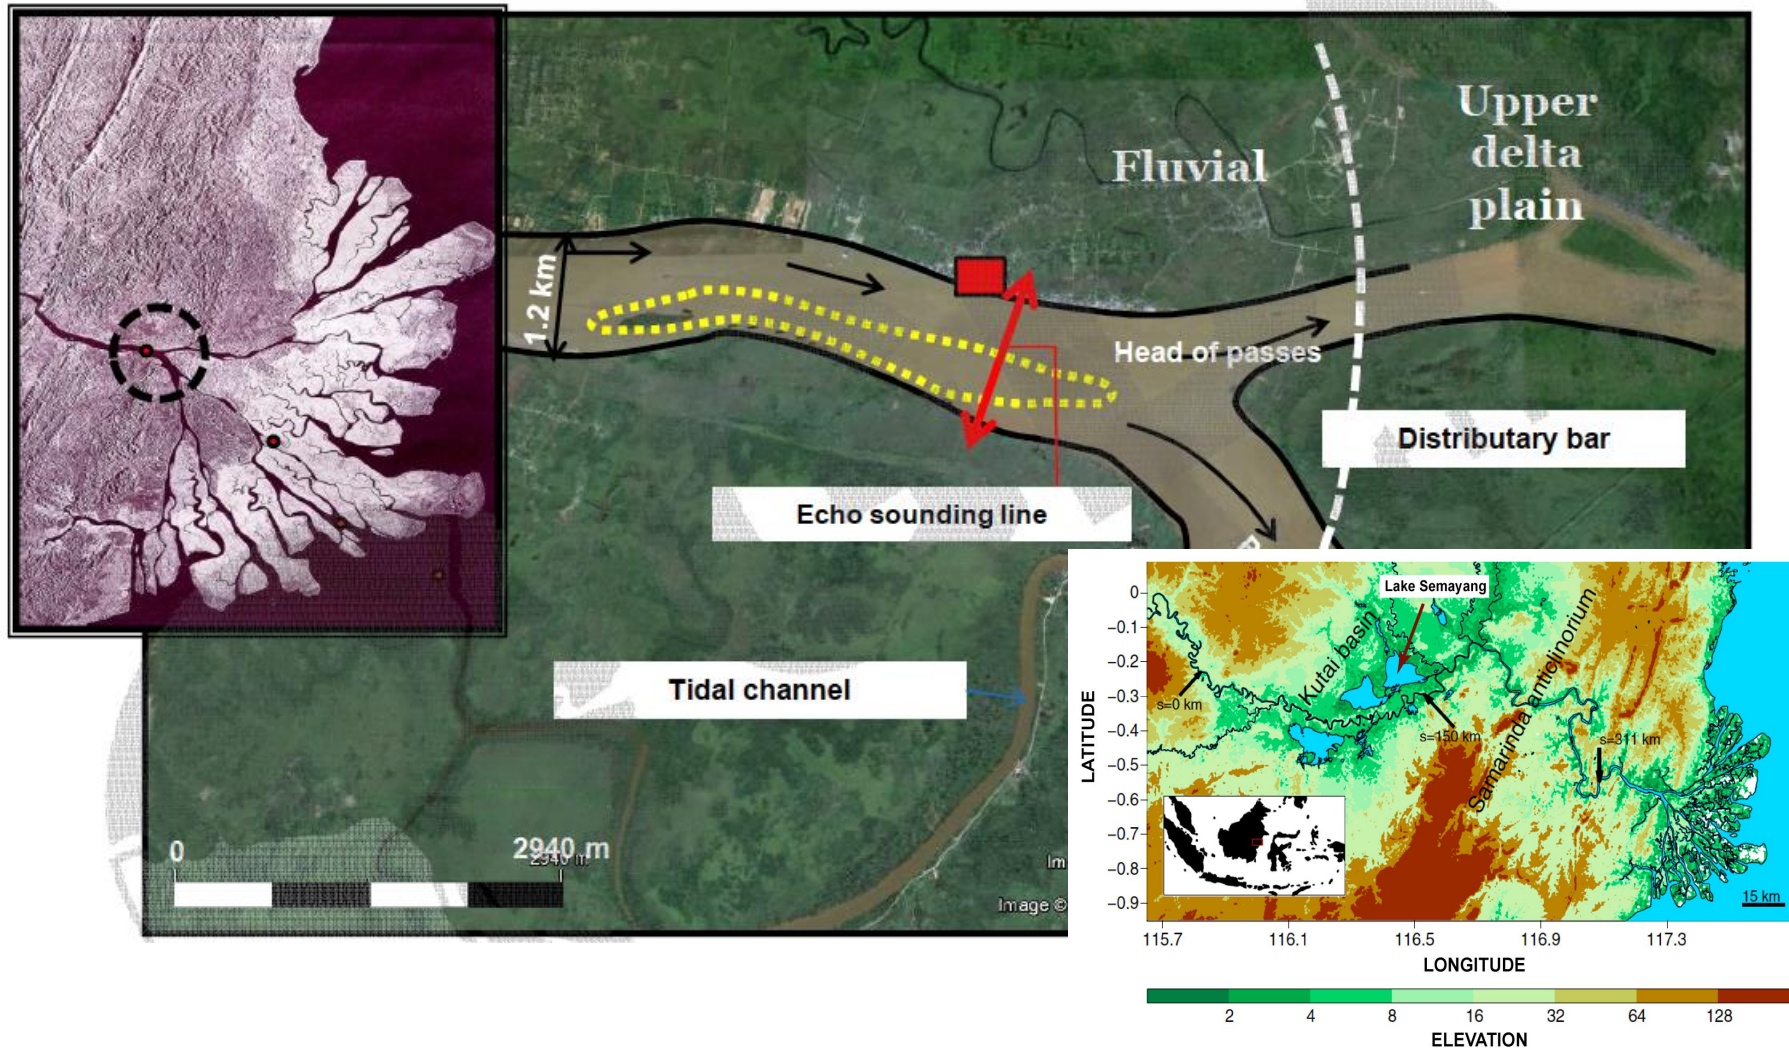 Upper
delta
plain
Fluvial
1.2 km
Head of passes
Distributary bar
Echo sounding line
Tidal channel
0
2940 m
2940 m
Im
Image ©
Lake Semayang
Kutai basin
Samarinda anticlinorium
s=0 km
s=150 km
s=311 km
LATITUDE
0
−0.1
−0.2
−0.3
−0.4
−0.5
−0.6
−0.7
−0.8
−0.9
15 km
115.7 116.1 116.5 116.9 117.3
LONGITUDE
2 4 8 16 32 64 128
ELEVATION